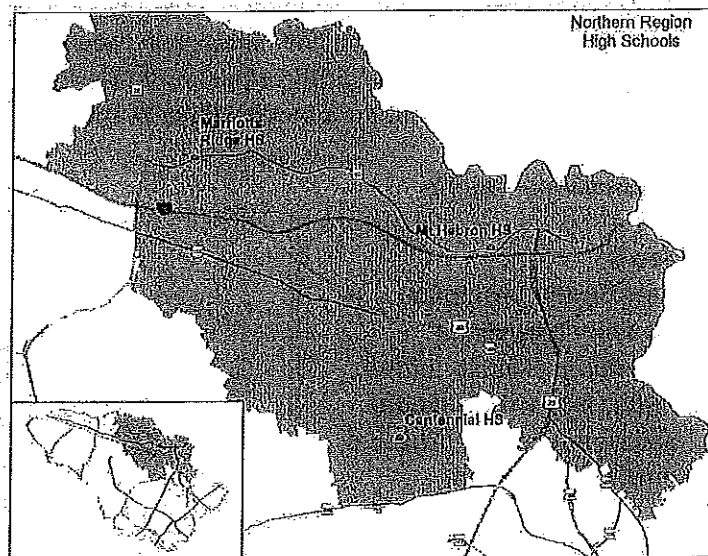 Northern Region
High Schools
Marriotts
Ridge HS
Mt Hebron HS
Centennial HS